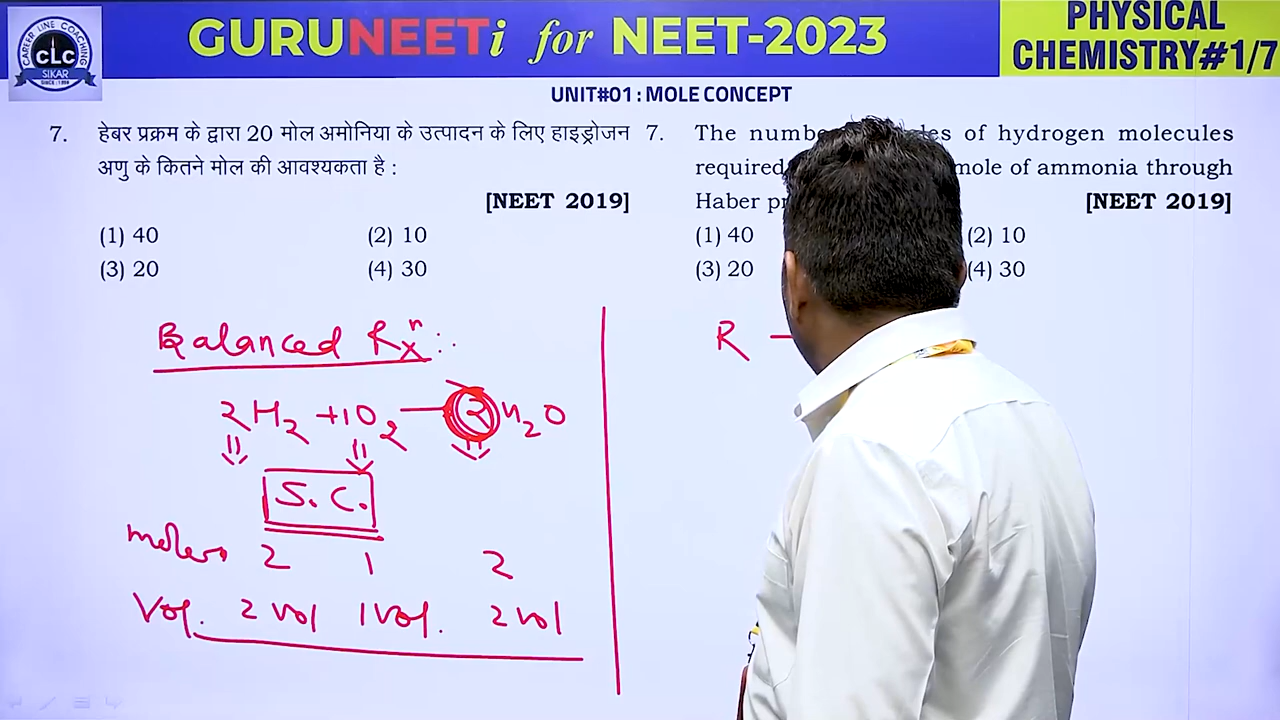 CAREER LINE COACHING
CLC
SIKAR
SINCE : 1996
GURUNEETi for NEET-2023
PHYSICAL
CHEMISTRY#1/7
UNIT#01 : MOLE CONCEPT
7. हेबर प्रक्रम के द्वारा 20 मोल अमोनिया के उत्पादन के लिए हाइड्रोजन
अणु के कितने मोल की आवश्यकता है :
[NEET 2019]
(1) 40 (2) 10
(3) 20 (4) 30
7. The of hydrogen molecules
required mole of ammonia through
Haber [NEET 2019]
(1) 40 (2) 10
(3) 20 (4) 30
Balanced Rxⁿ :
2H₂ + 1O₂ — 2H₂O
S.C.
moles 2 1 2
Vol. 2 vol 1 vol. 2 vol
R –